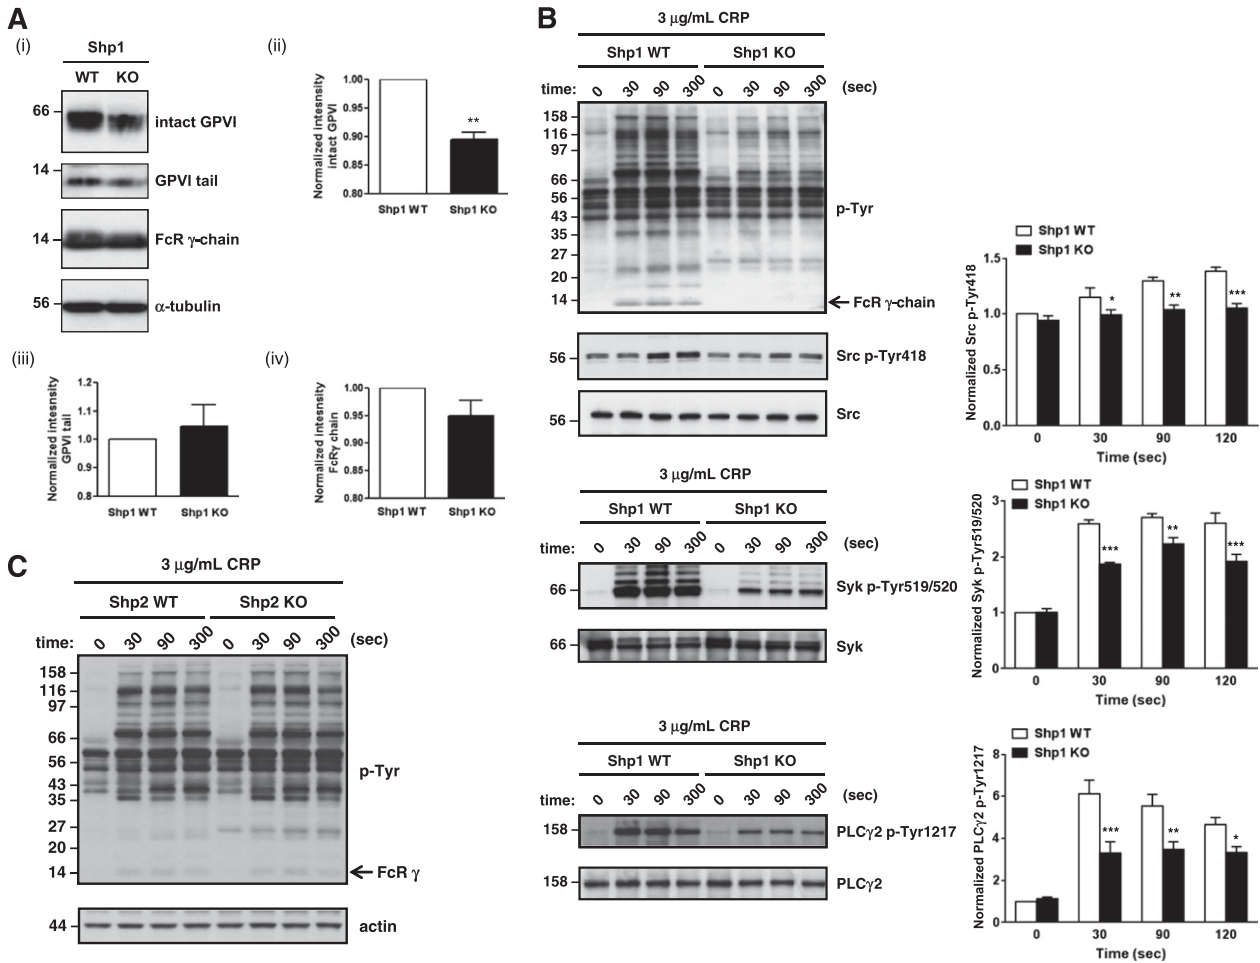 A
(i)
Shp1
WT KO
66
intact GPVI
14
GPVI tail
14
FcR γ-chain
56
α-tubulin
(ii)
Normalized intesnsity
intact GPVI
1.00
0.95
0.90
0.85
0.80
**
Shp1 WT Shp1 KO
(iii)
Normalized intesnsity
GPVI tail
1.2
1.1
1.0
0.9
0.8
Shp1 WT Shp1 KO
(iv)
Normalized intesnsity
FcRγ chain
1.00
0.95
0.90
0.85
0.80
Shp1 WT Shp1 KO
B
3 μg/mL CRP
Shp1 WT Shp1 KO
time: 0 30 90 300 0 30 90 300 (sec)
158
116
97
66
56
43
35
27
20
14
p-Tyr
FcR γ-chain
56
Src p-Tyr418
56
Src
Normalized Src p-Tyr418
Shp1 WT
Shp1 KO
1.5
1.0
0.5
0.0
* ** ***
0 30 90 120
Time (sec)
3 μg/mL CRP
Shp1 WT Shp1 KO
time: 0 30 90 300 0 30 90 300 (sec)
66
Syk p-Tyr519/520
66
Syk
Normalized Syk p-Tyr519/520
Shp1 WT
Shp1 KO
3
2
1
0
*** ** ***
0 30 90 120
Time (sec)
3 μg/mL CRP
Shp1 WT Shp1 KO
time: 0 30 90 300 0 30 90 300 (sec)
158
PLCγ2 p-Tyr1217
158
PLCγ2
Normalized PLCγ2 p-Tyr1217
Shp1 WT
Shp1 KO
8
6
4
2
0
*** ** *
0 30 90 120
Time (sec)
C
3 μg/mL CRP
Shp2 WT Shp2 KO
time: 0 30 90 300 0 30 90 300 (sec)
158
116
97
66
56
43
35
27
20
14
p-Tyr
FcR γ
44
actin